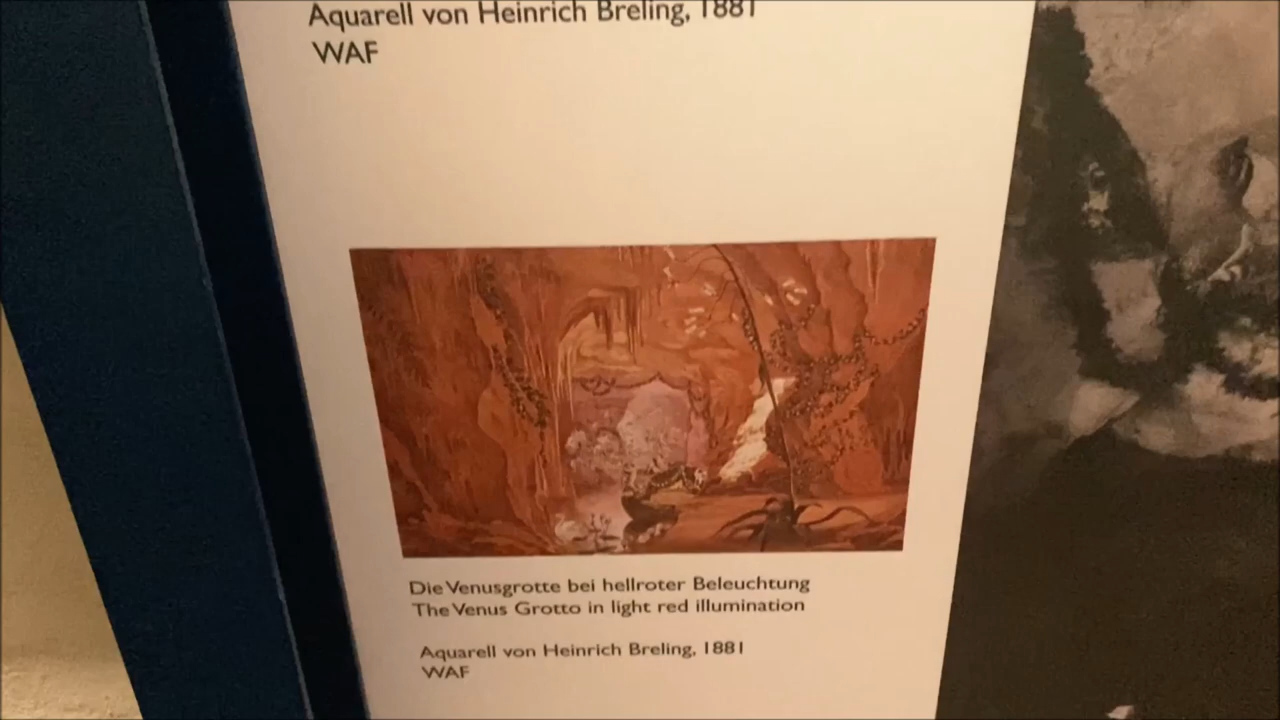 Aquarell von Heinrich Breling, 1881
WAF
Die Venusgrotte bei hellroter Beleuchtung
The Venus Grotto in light red illumination
Aquarell von Heinrich Breling, 1881
WAF